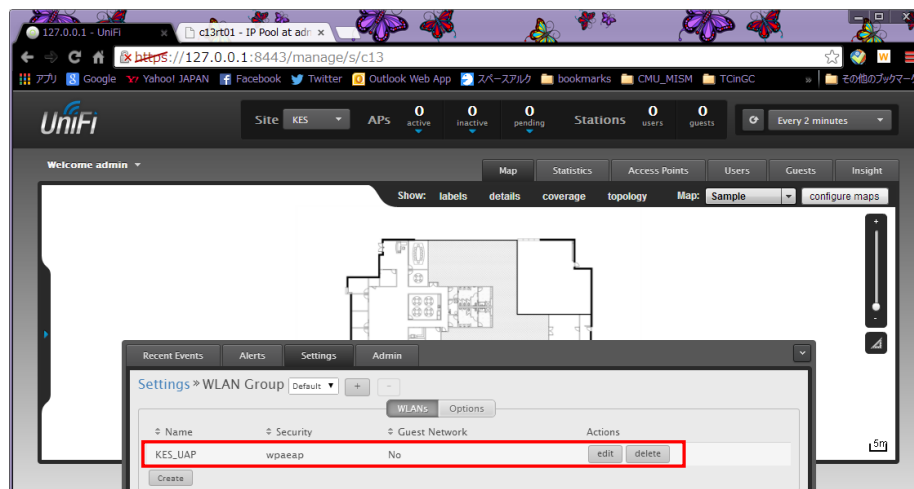 127.0.0.1 - UniFi
c13rt01 - IP Pool at adm
https://127.0.0.1:8443/manage/s/c13
アプリ Google Yahoo! JAPAN Facebook Twitter Outlook Web App スペースアルク bookmarks CMU_MISM TCinGC » その他のブックマー
UniFi Site KES APs 0 active 0 inactive 0 pending Stations 0 users 0 guests Every 2 minutes
Welcome admin
Map Statistics Access Points Users Guests Insight
Show: labels details coverage topology Map: Sample configure maps
+
-
Recent Events Alerts Settings Admin
Settings » WLAN Group Default + -
WLANs Options
Name Security Guest Network Actions
KES_UAP wpaeap No edit delete
5m
Create